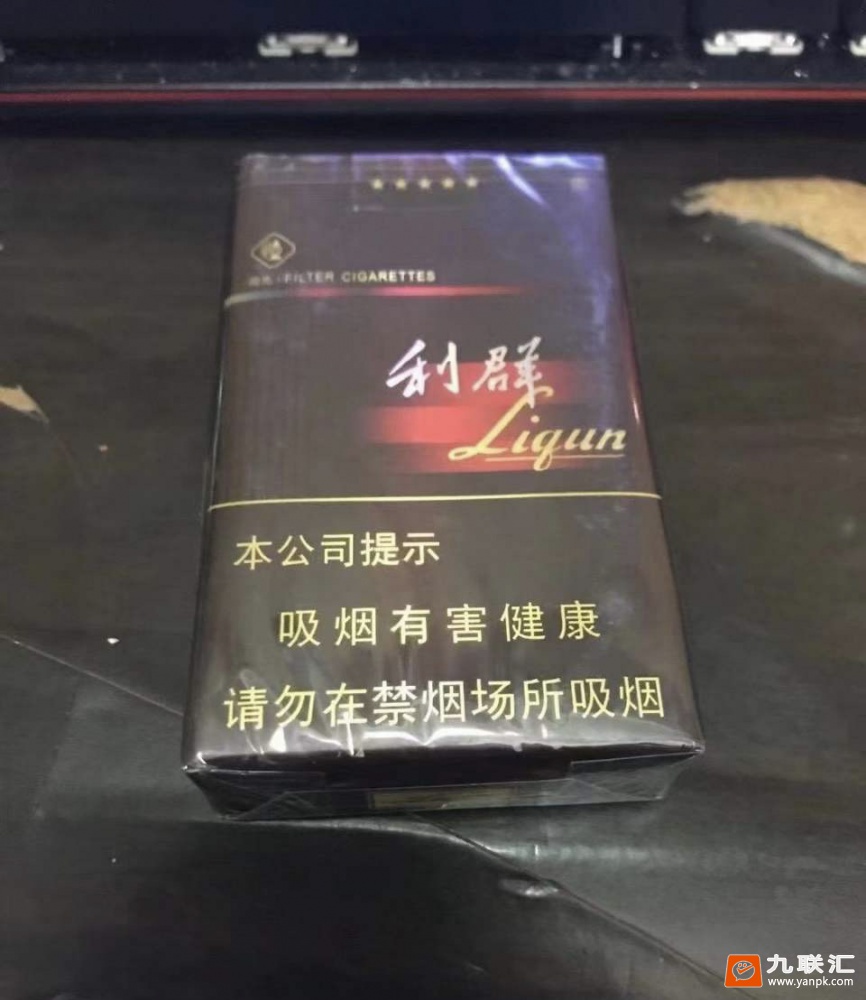 FILTER CIGARETTES
利群
Liqun
本公司提示
吸烟有害健康
请勿在禁烟场所吸烟
九联汇
www.yanpk.com